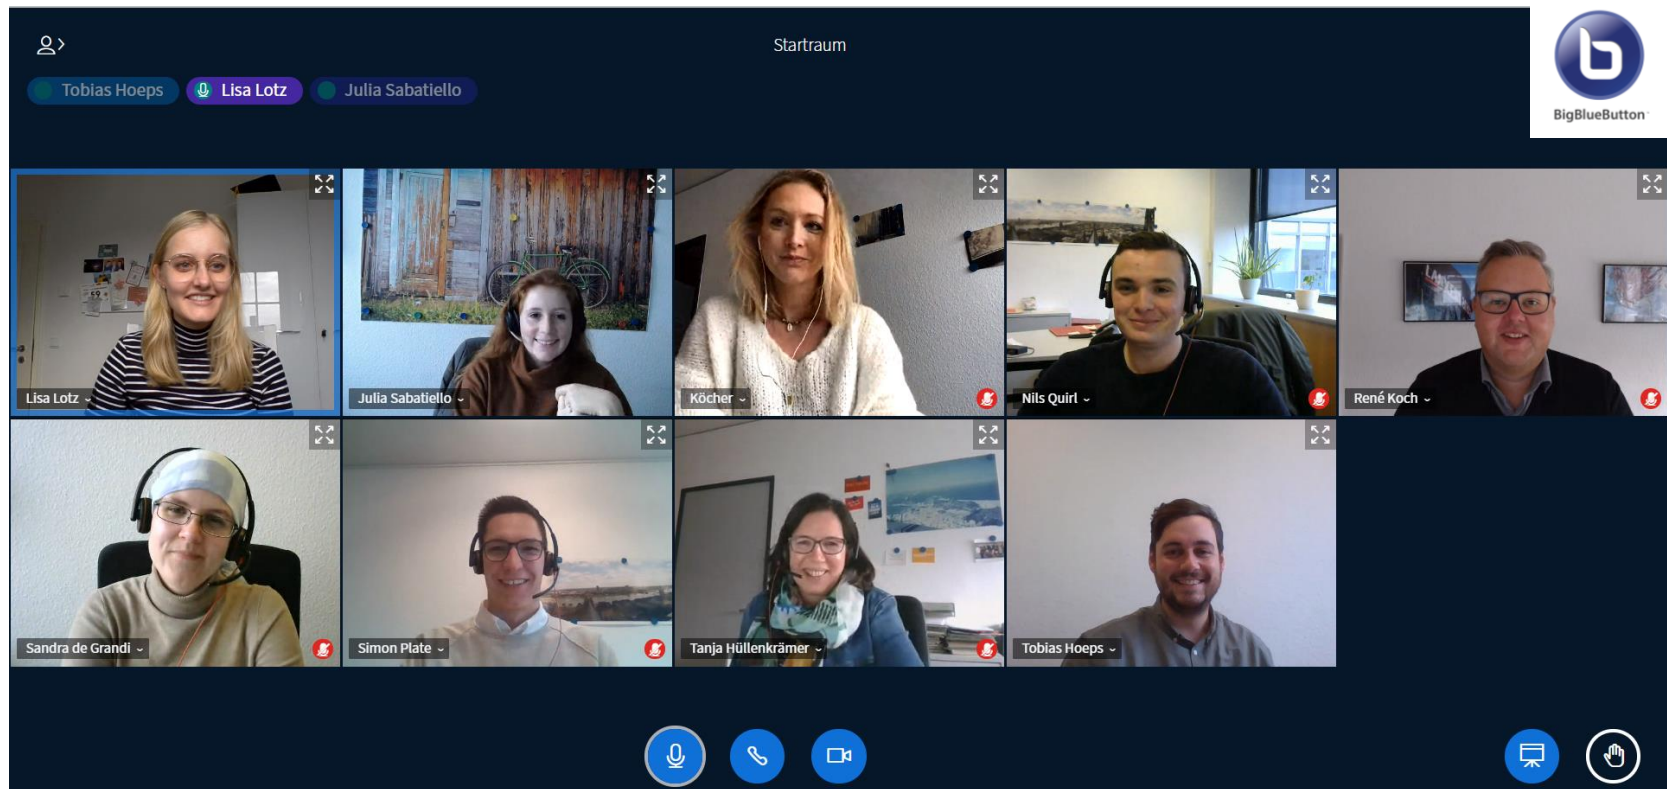 Startraum
Tobias Hoeps
Lisa Lotz
Julia Sabatiello
BigBlueButton
Lisa Lotz
Julia Sabatiello
Köcher
Nils Quirl
René Koch
Sandra de Grandi
Simon Plate
Tanja Hüllenkrämer
Tobias Hoeps